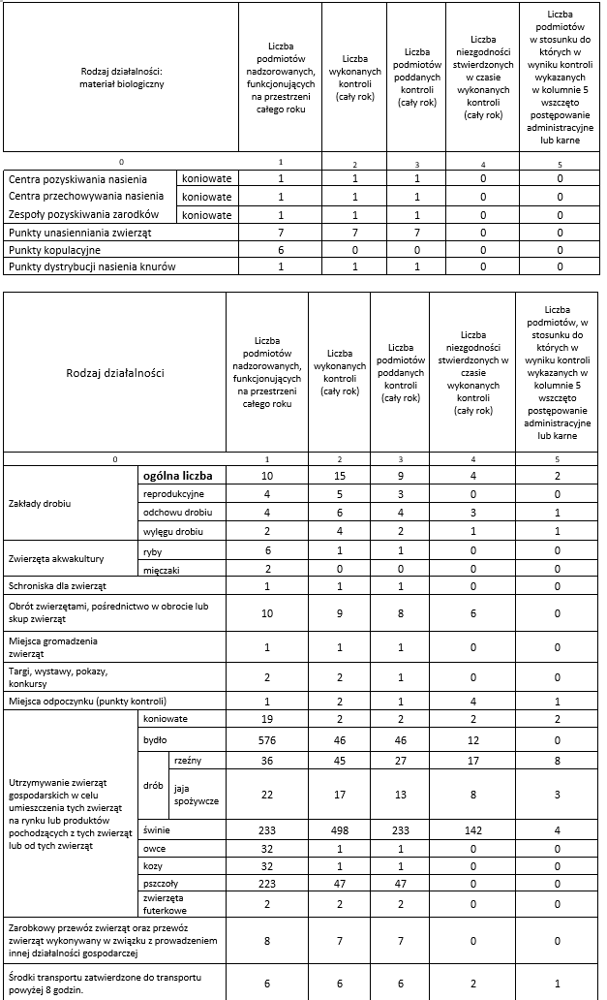 Rodzaj działalności:
materiał biologiczny
Liczba
podmiotów
nadzorowanych,
funkcjonujących
na przestrzeni
całego roku
Liczba
wykonanych
kontroli
(cały rok)
Liczba
podmiotów
poddanych
kontroli
(cały rok)
Liczba
niezgodności
stwierdzonych
w czasie
wykonanych
kontroli
(cały rok)
Liczba
podmiotów
w stosunku do
których w
wyniku kontroli
wykazanych
w kolumnie 5
wszczęto
postępowanie
administracyjne
lub karne
0 1 2 3 4 5
Centra pozyskiwania nasienia koniowate 1 1 1 0 0
Centra przechowywania nasienia koniowate 1 1 1 0 0
Zespoły pozyskiwania zarodków koniowate 1 1 1 0 0
Punkty unasienniania zwierząt 7 7 7 0 0
Punkty kopulacyjne 6 0 0 0 0
Punkty dystrybucji nasienia knurów 1 1 1 0 0
Rodzaj działalności
Liczba
podmiotów
nadzorowanych,
funkcjonujących
na przestrzeni
całego roku
Liczba
wykonanych
kontroli
(cały rok)
Liczba
podmiotów
poddanych
kontroli
(cały rok)
Liczba
niezgodności
stwierdzonych w
czasie
wykonanych
kontroli
(cały rok)
Liczba
podmiotów, w
stosunku do
których w
wyniku kontroli
wykazanych w
kolumnie 5
wszczęto
postępowanie
administracyjne
lub karne
0 1 2 3 4 5
Zakłady drobiu
ogólna liczba 10 15 9 4 2
reprodukcyjne 4 5 3 0 0
odchowu drobiu 4 6 4 3 1
wylęgu drobiu 2 4 2 1 1
Zwierzęta akwakultury
ryby 6 1 1 0 0
mięczaki 2 0 0 0 0
Schroniska dla zwierząt 1 1 1 0 0
Obrót zwierzętami, pośrednictwo w obrocie lub
skup zwierząt 10 9 8 6 0
Miejsca gromadzenia
zwierząt 1 1 1 0 0
Targi, wystawy, pokazy,
konkursy 2 2 1 0 0
Miejsca odpoczynku (punkty kontroli) 1 2 1 4 1
Utrzymywanie zwierząt
gospodarskich w celu
umieszczenia tych zwierząt
na rynku lub produktów
pochodzących z tych zwierząt
lub od tych zwierząt
koniowate 19 2 2 2 2
bydło 576 46 46 12 0
drób
rzeźny 36 45 27 17 8
jaja
spożywcze 22 17 13 8 3
świnie 233 498 233 142 4
owce 32 1 1 0 0
kozy 32 1 1 0 0
pszczoły 223 47 47 0 0
zwierzęta
futerkowe 2 2 2 0 0
Zarobkowy przewóz zwierząt oraz przewóz
zwierząt wykonywany w związku z prowadzeniem
innej działalności gospodarczej 8 7 7 0 0
Środki transportu zatwierdzone do transportu
powyżej 8 godzin. 6 6 6 2 1